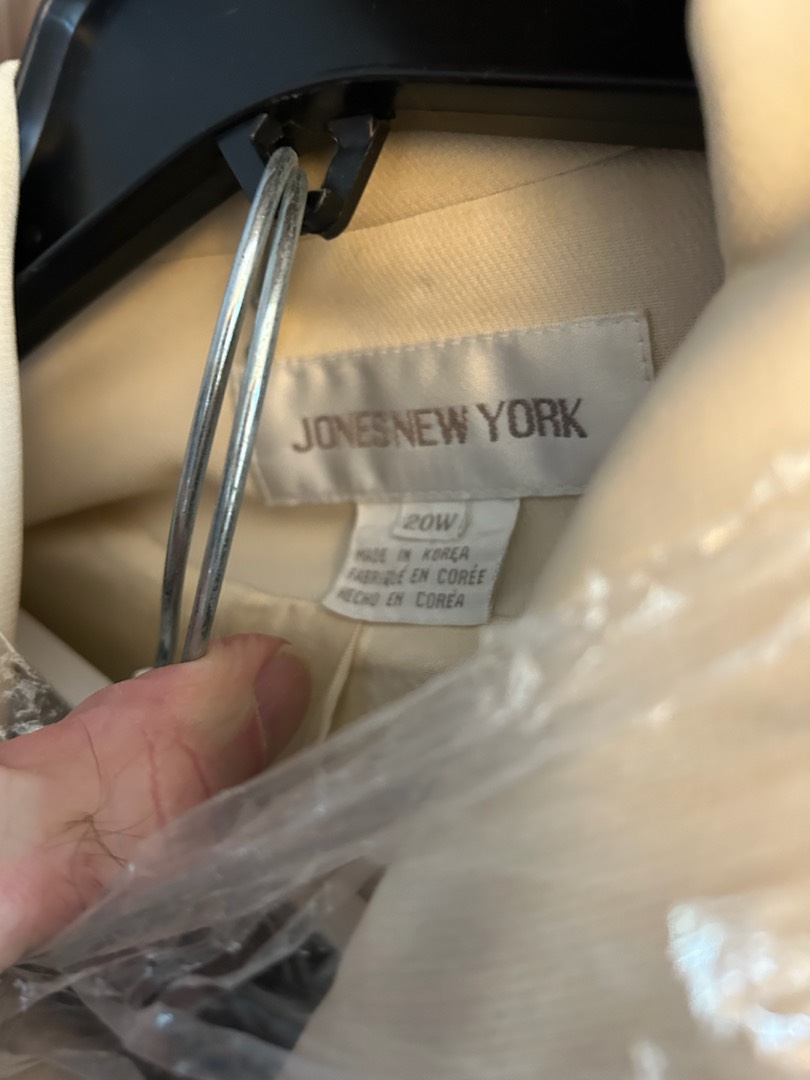 JONES NEW YORK
20W
MADE IN KOREA
FABRIQUÉ EN CORÉE
HECHO EN COREA